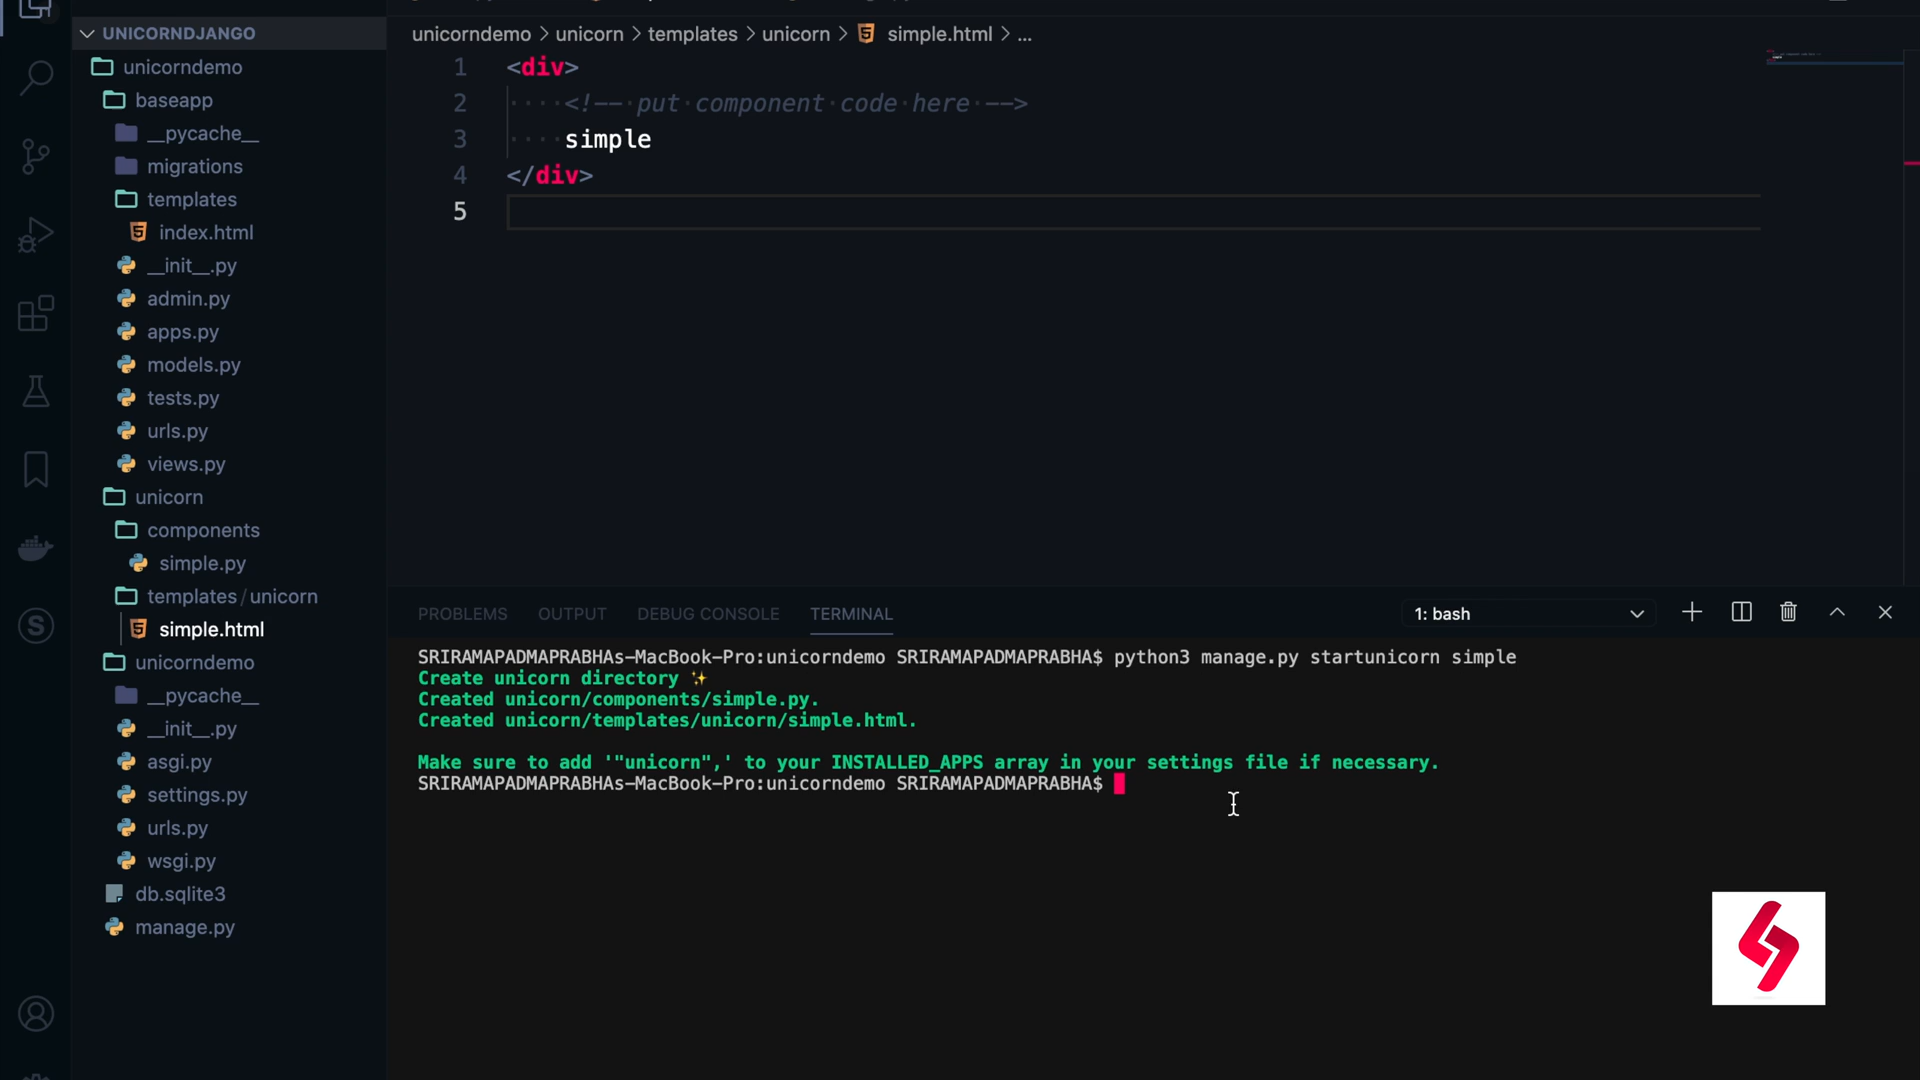 UNICORNDJANGO
unicorndemo
baseapp
__pycache__
migrations
templates
index.html
__init__.py
admin.py
apps.py
models.py
tests.py
urls.py
views.py
unicorn
components
simple.py
templates/unicorn
simple.html
unicorndemo
__pycache__
__init__.py
asgi.py
settings.py
urls.py
wsgi.py
db.sqlite3
manage.py
unicorndemo > unicorn > templates > unicorn > simple.html > ...
1 <div>
2 ····<!--·put·component·code·here·-->
3 ····simple
4 </div>
5
PROBLEMS OUTPUT DEBUG CONSOLE TERMINAL 1: bash
SRIRAMAPADMAPRABHAs-MacBook-Pro:unicorndemo SRIRAMAPADMAPRABHA$ python3 manage.py startunicorn simple
Create unicorn directory ✨
Created unicorn/components/simple.py.
Created unicorn/templates/unicorn/simple.html.
Make sure to add '"unicorn",' to your INSTALLED_APPS array in your settings file if necessary.
SRIRAMAPADMAPRABHAs-MacBook-Pro:unicorndemo SRIRAMAPADMAPRABHA$